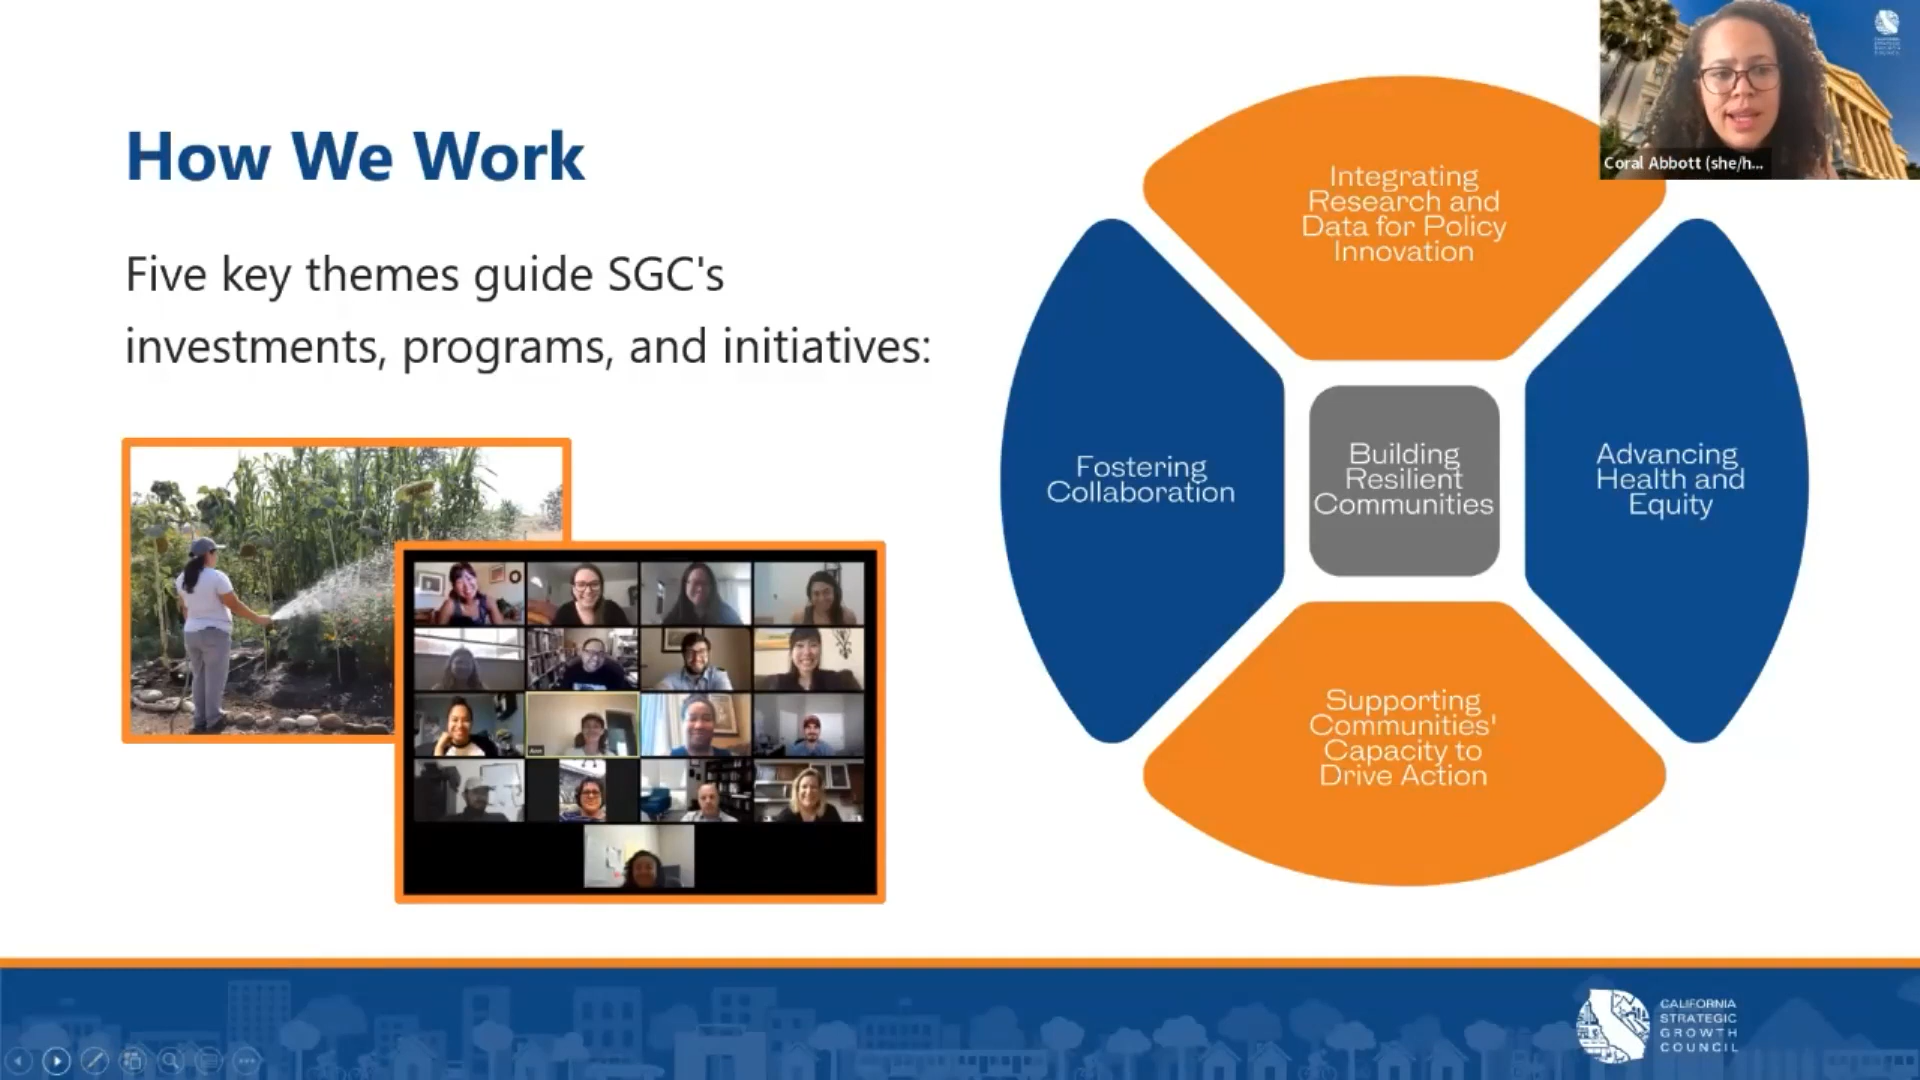 How We Work
Five key themes guide SGC's
investments, programs, and initiatives:
Integrating
Research and
Data for Policy
Innovation
Fostering
Collaboration
Building
Resilient
Communities
Advancing
Health and
Equity
Supporting
Communities'
Capacity to
Drive Action
Coral Abbott (she/h...
CALIFORNIA
STRATEGIC
GROWTH
COUNCIL